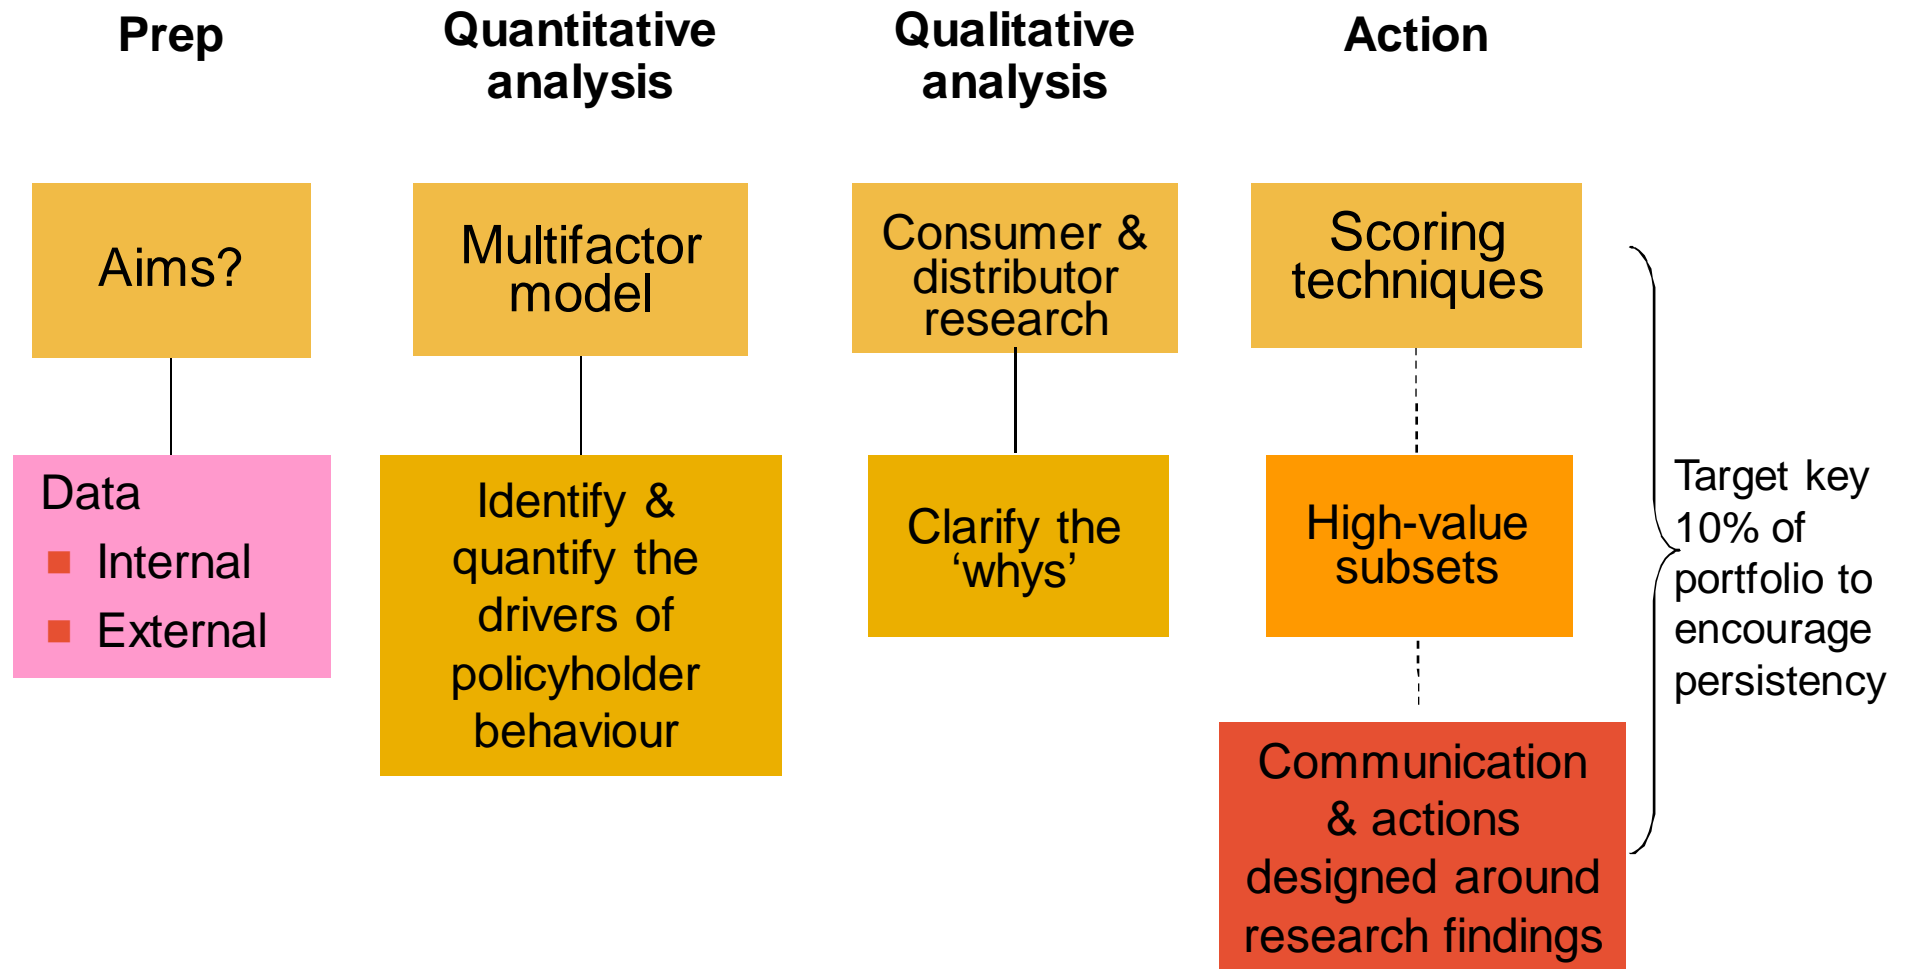 Prep
Quantitative
analysis
Qualitative
analysis
Action
Aims?
Multifactor
model
Consumer &
distributor
research
Scoring
techniques
Data
Internal
External
Identify &
quantify the
drivers of
policyholder
behaviour
Clarify the
‘whys’
High-value
subsets
Communication
& actions
designed around
research findings
Target key
10% of
portfolio to
encourage
persistency